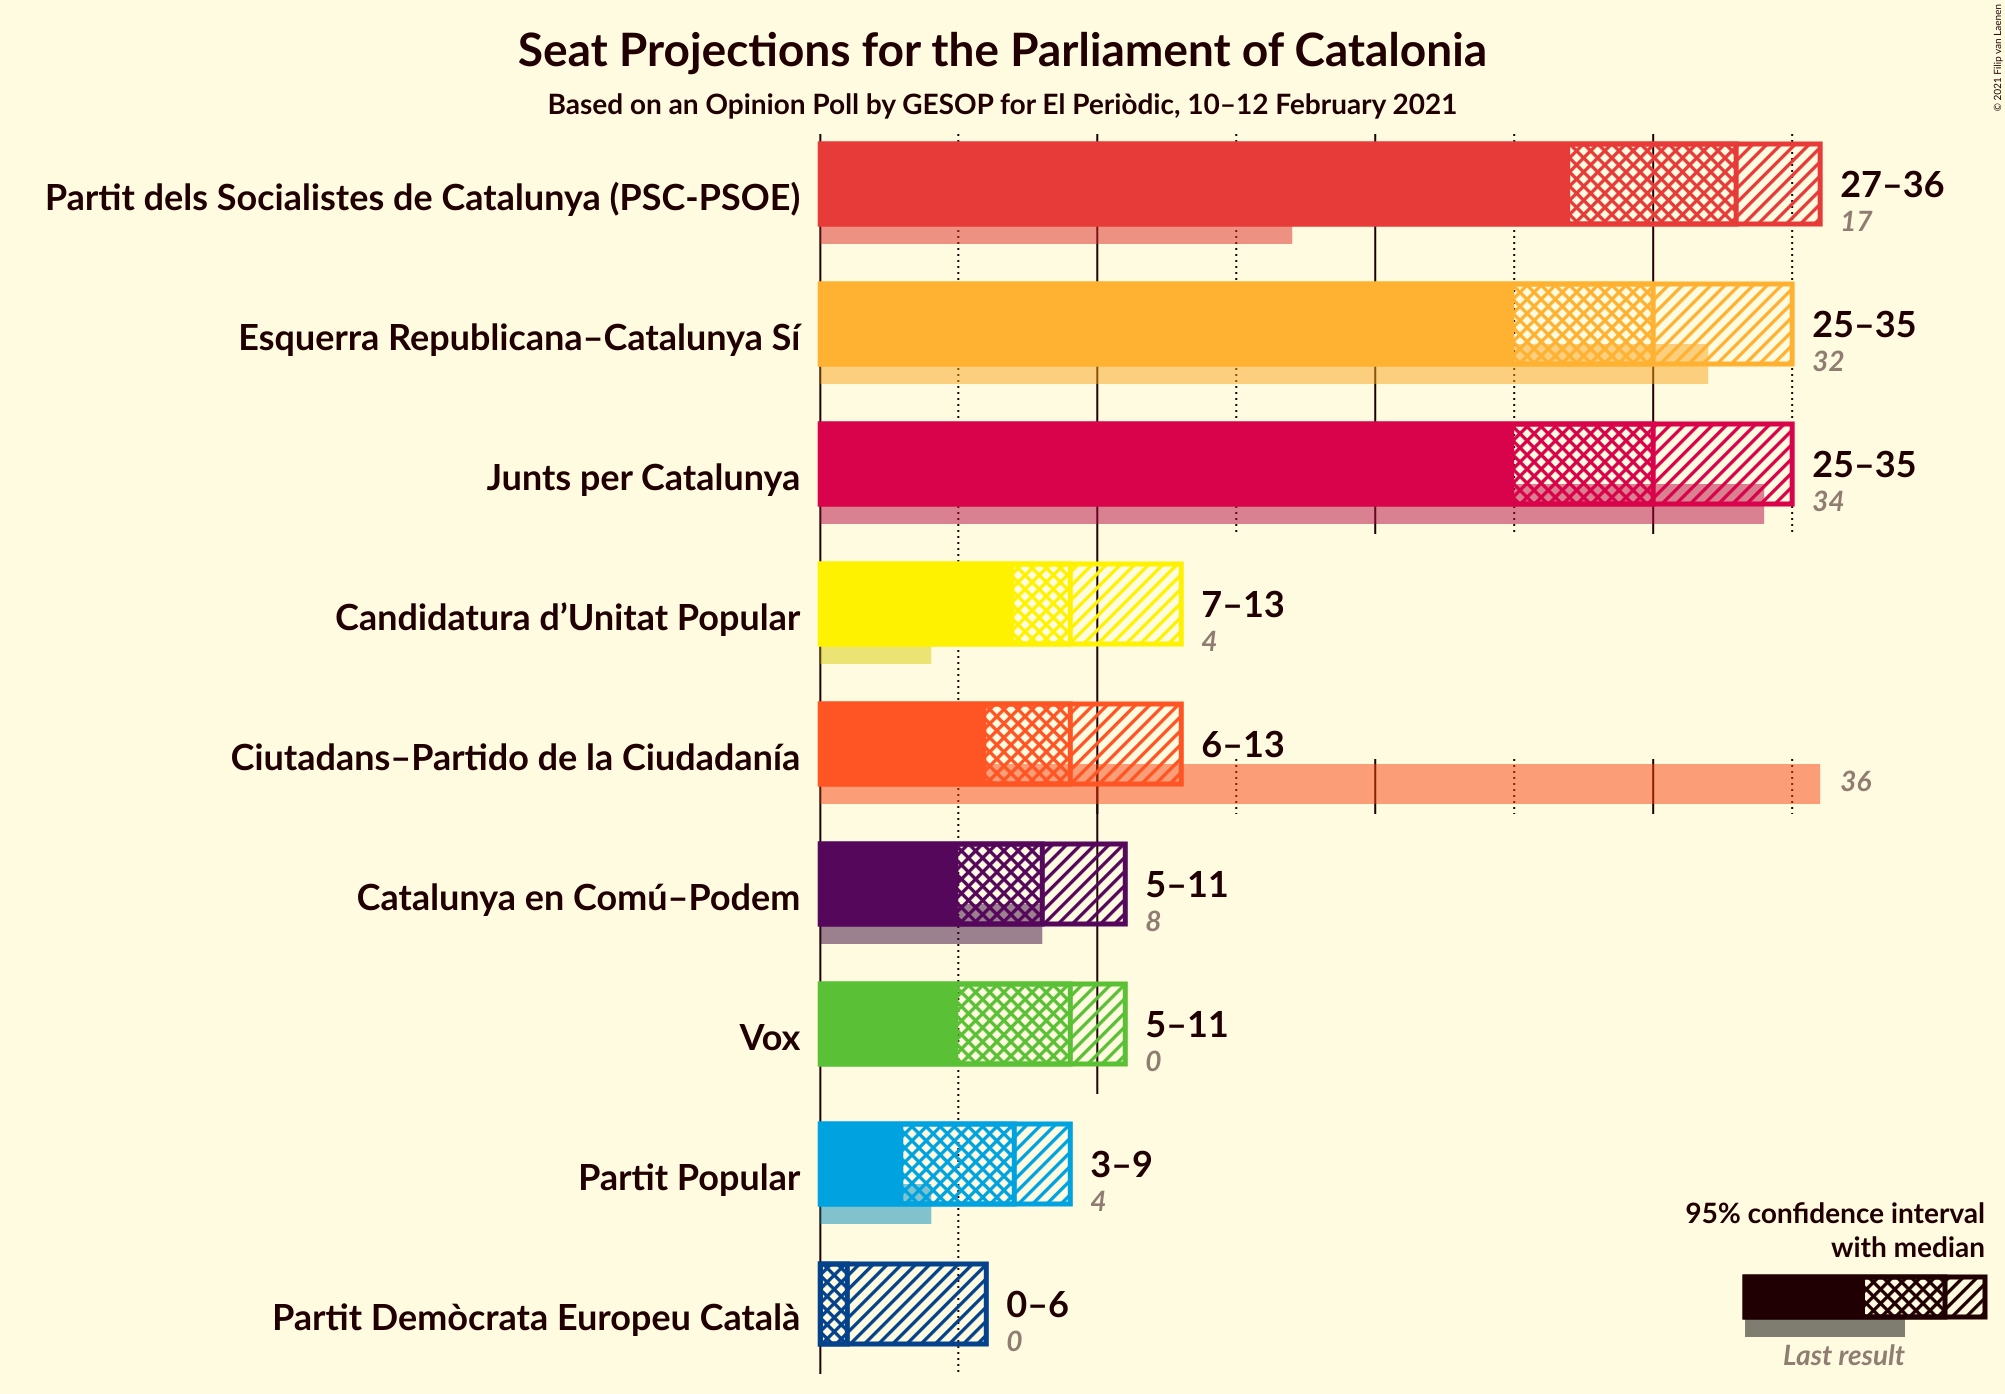 Seat Projections for the Parliament of Catalonia
Based on an Opinion Poll by GESOP for El Periòdic, 10–12 February 2021
© 2021 Filip van Laenen
Partit dels Socialistes de Catalunya (PSC-PSOE)
27–36
17
Esquerra Republicana–Catalunya Sí
25–35
32
Junts per Catalunya
25–35
34
Candidatura d’Unitat Popular
7–13
4
Ciutadans–Partido de la Ciudadanía
6–13
36
Catalunya en Comú–Podem
5–11
8
Vox
5–11
0
Partit Popular
3–9
4
Partit Demòcrata Europeu Català
0–6
0
95% confidence interval
with median
Last result